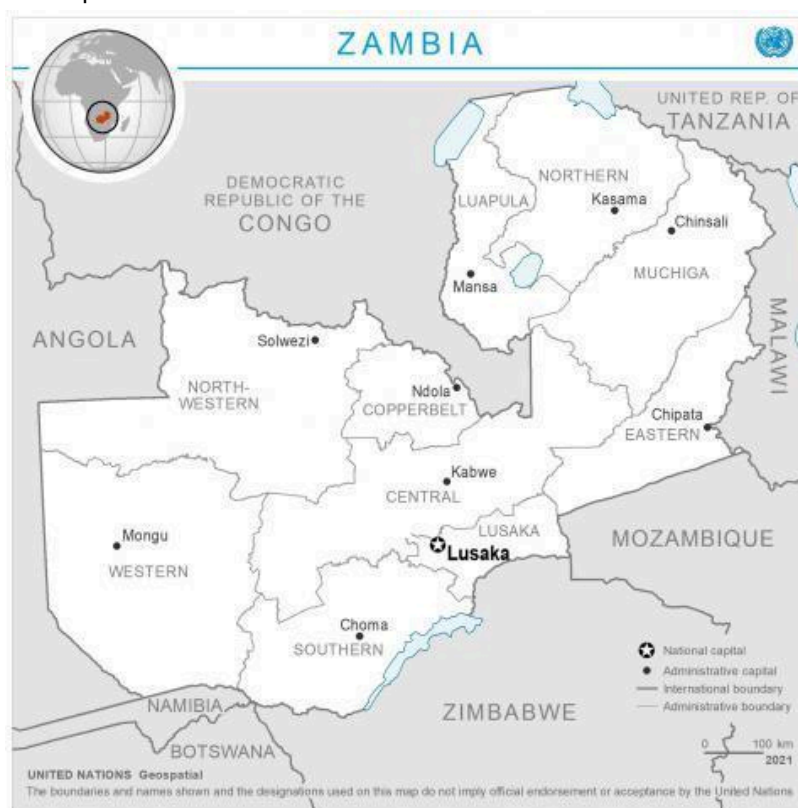 ZAMBIA
UNITED REP. OF
TANZANIA
DEMOCRATIC
REPUBLIC OF THE
CONGO
NORTHERN
LUAPULA
Kasama
Chinsali
MUCHIGA
Mansa
ANGOLA
MALAWI
Solwezi
NORTH-
WESTERN
Ndola
COPPERBELT
Chipata
EASTERN
Kabwe
CENTRAL
LUSAKA
Lusaka
MOZAMBIQUE
Mongu
WESTERN
Choma
SOUTHERN
National capital
Administrative capital
International boundary
Administrative boundary
NAMIBIA
ZIMBABWE
BOTSWANA
0 100 km
2021
UNITED NATIONS Geospatial
The boundaries and names shown and the designations used on this map do not imply official endorsement or acceptance by the United Nations